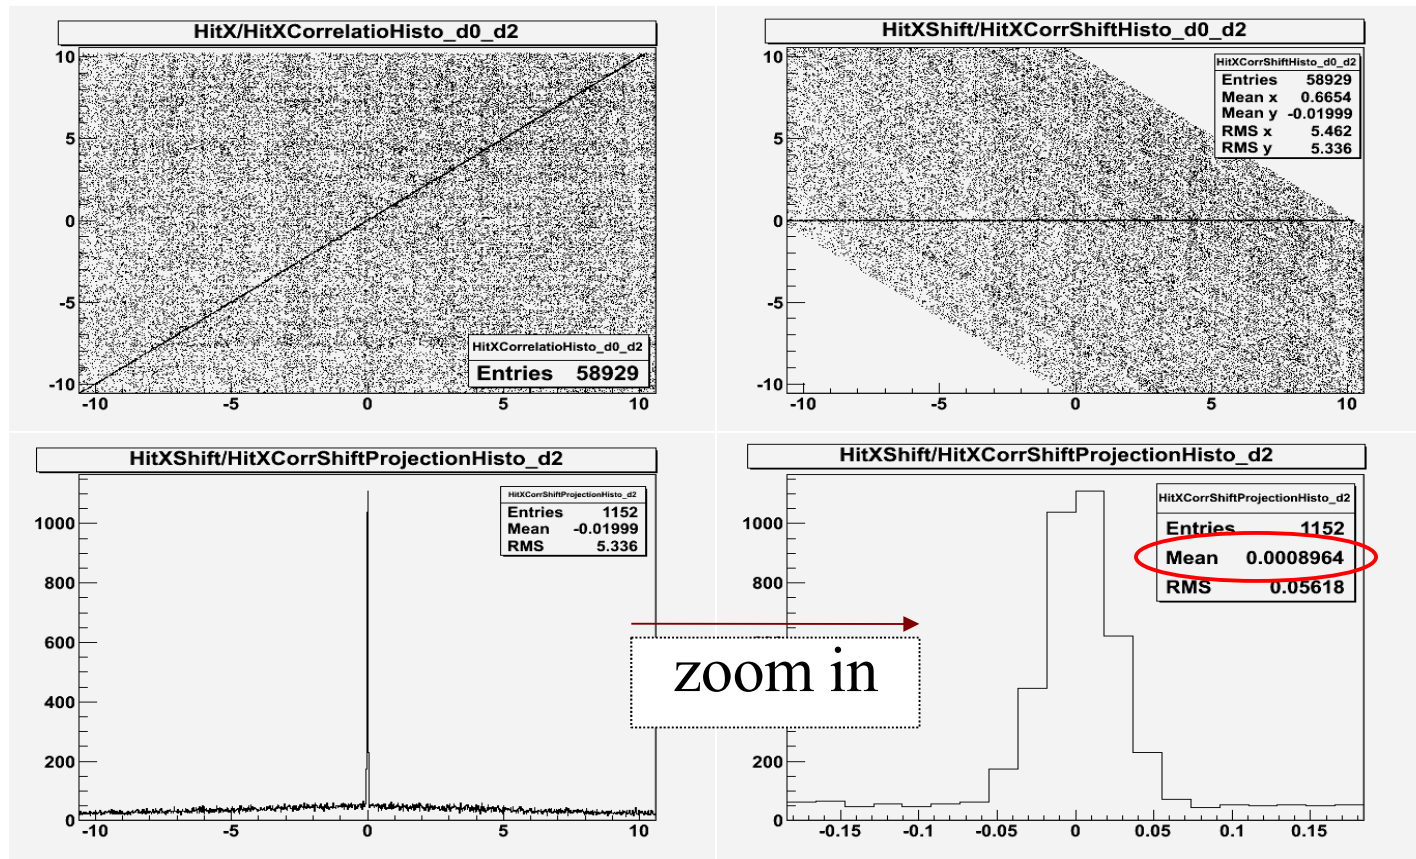 HitX/HitXCorrelatioHisto_d0_d2
10
5
0
-5
-10
-10 -5 0 5 10
HitXCorrelatioHisto_d0_d2
Entries 58929
HitXShift/HitXCorrShiftHisto_d0_d2
10
5
0
-5
-10
-10 -5 0 5 10
HitXCorrShiftHisto_d0_d2
Entries 58929
Mean x 0.6654
Mean y -0.01999
RMS x 5.462
RMS y 5.336
HitXShift/HitXCorrShiftProjectionHisto_d2
1000
800
600
400
200
0
-10 -5 0 5 10
HitXCorrShiftProjectionHisto_d2
Entries 1152
Mean -0.01999
RMS 5.336
zoom in
HitXShift/HitXCorrShiftProjectionHisto_d2
1000
800
200
0
-0.15 -0.1 -0.05 0 0.05 0.1 0.15
HitXCorrShiftProjectionHisto_d2
Entries 1152
Mean 0.0008964
RMS 0.05618